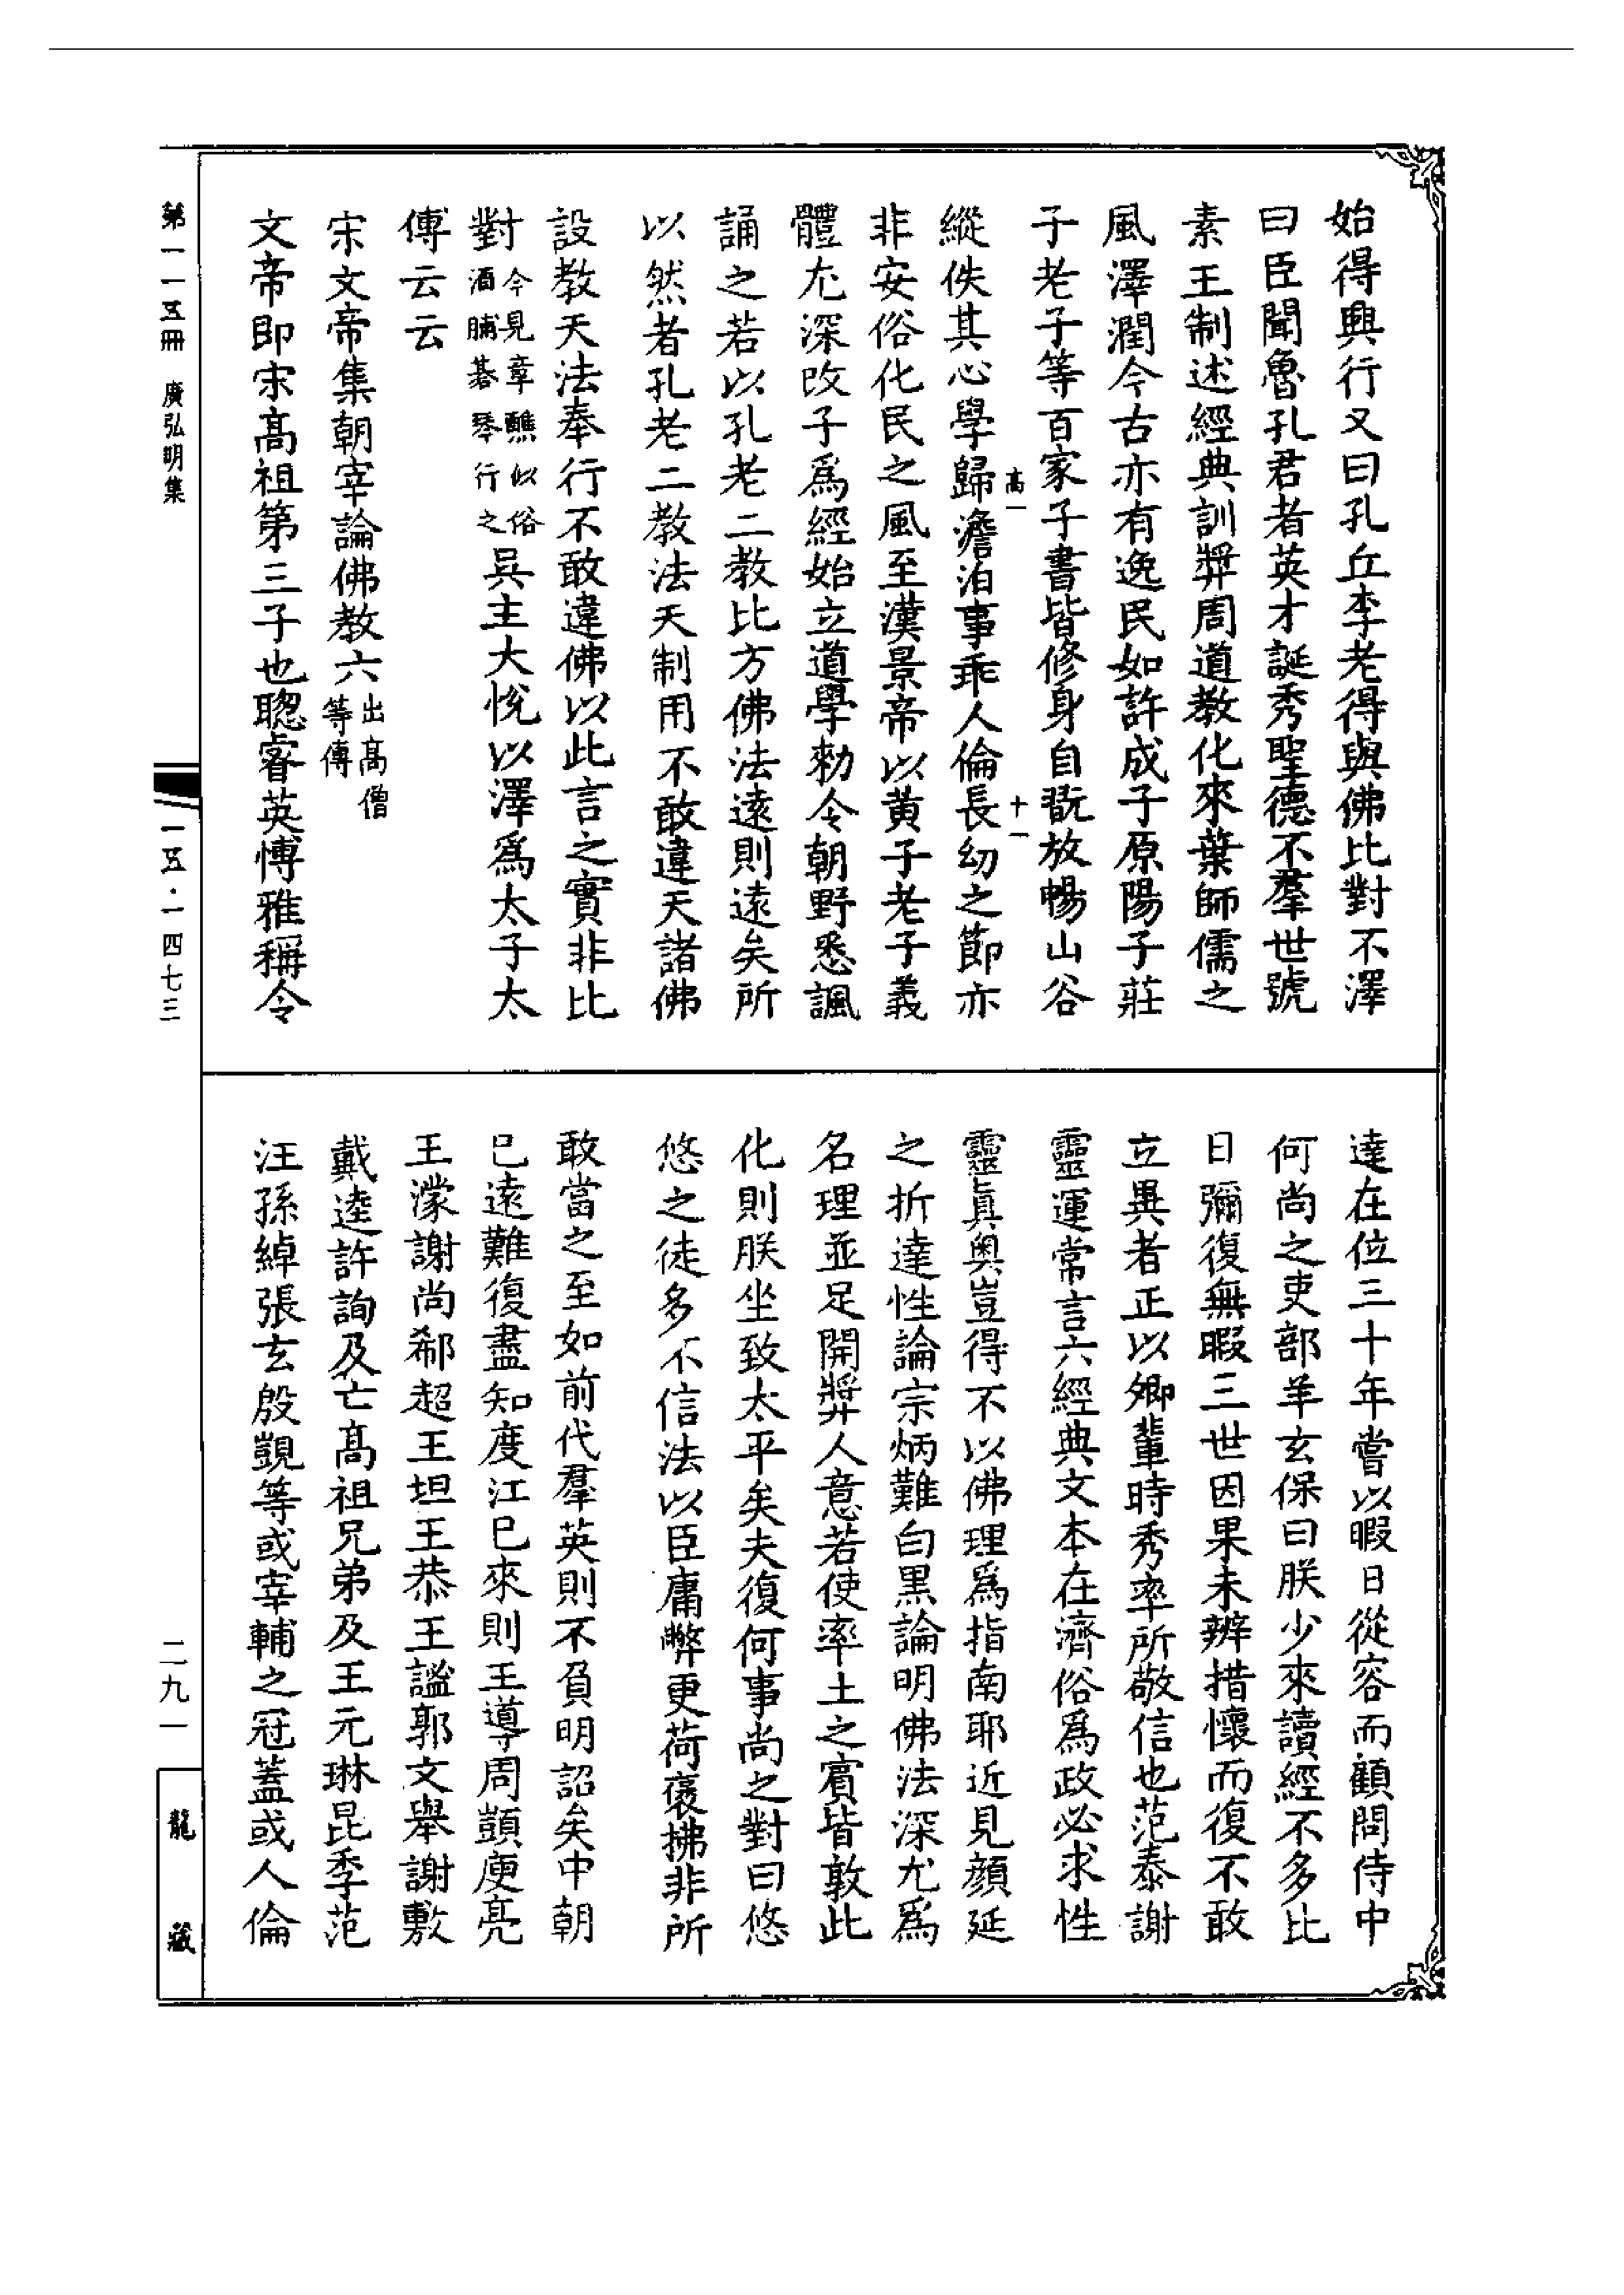 始得興行又曰孔丘李老得與佛比對不澤
曰臣聞魯孔君者英才誕秀聖德不羣世號
素王制述經典訓奬周道教化來葉師儒之
風澤潤今古亦有逸民如許成子原陽子莊
子老子等百家子書皆修身自翫放暢山谷
縱佚其心學歸澹泊事乖人倫長幼之節亦
非安俗化民之風至漢景帝以黄子老子義
體尤深改子爲經始立道學勑令朝野悉諷
誦之若以孔老二教比方佛法遠則遠矣所
以然者孔老二教法天制用不敢違天諸佛
設教天法奉行不敢違佛以此言之實非比
對今見章醮似俗酒脯棊琴行之吳主大悅以澤爲太子太
傅云云
宋文帝集朝宰論佛教六出髙僧等傳
文帝即宋髙祖第三子也聦睿英愽雅稱令
達在位三十年嘗以暇日從容而顧問侍中
何尚之吏部羊玄保曰朕少來讀經不多比
日彌復無暇三世因果未辨措懷而復不敢
立異者正以卿輩時秀率所敬信也范泰謝
靈運常言六經典文本在濟俗爲政必求性
靈真奥豈得不以佛理爲指南耶近見顏延
之折達性論宗炳難白黒論明佛法深尤爲
名理並足開奬人意若使率土之賓皆敦此
化則朕坐致太平矣夫復何事尚之對曰悠
悠之徒多不信法以臣庸弊更荷褒拂非所
敢當之至如前代羣英則不負明詔矣中朝
已遠難復盡知度江已來則王導周顗庾亮
王濛謝尚郗超王坦王恭王謐郭文舉謝敷
戴逵許詢及亡髙祖兄弟及王元琳昆季范
汪孫綽張玄殷覬等或宰輔之冠蓋或人倫
髙一
十一
第一一五冊 廣弘明集
一五·一四七三
二九一
龍藏